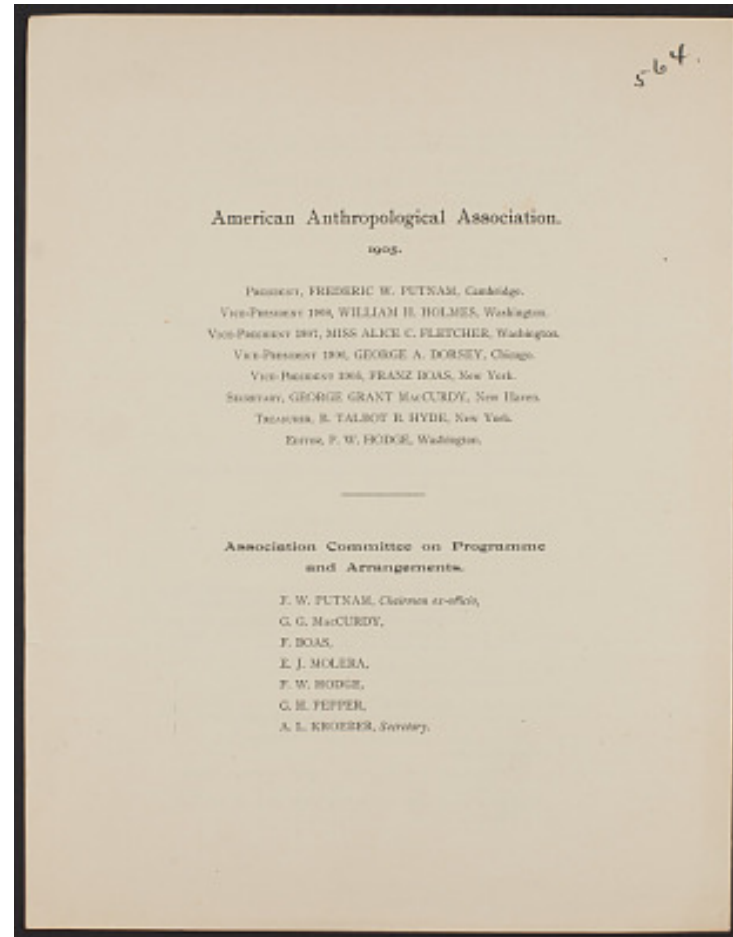 564.
American Anthropological Association.
1905.
President, FREDERIC W. PUTNAM, Cambridge.
Vice-President 1908, WILLIAM H. HOLMES, Washington.
Vice-President 1907, MISS ALICE C. FLETCHER, Washington.
Vice-President 1906, GEORGE A. DORSEY, Chicago.
Vice-President 1905, FRANZ BOAS, New York.
Secretary, GEORGE GRANT MacCURDY, New Haven.
Treasurer, B. TALBOT B. HYDE, New York.
Editor, F. W. HODGE, Washington.
Association Committee on Programme
and Arrangements.
F. W. PUTNAM, Chairman ex-officio,
G. G. MacCURDY,
F. BOAS,
E. J. MOLERA,
F. W. HODGE,
G. H. PEPPER,
A. L. KROEBER, Secretary.